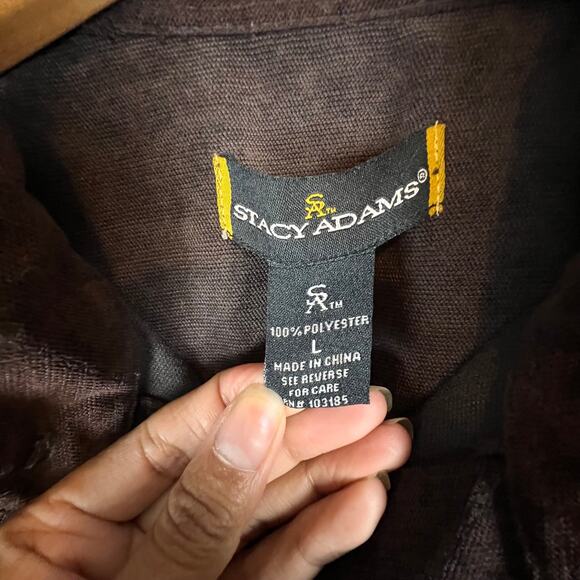 SA™
STACY ADAMS®
SA™
100% POLYESTER
L
MADE IN CHINA
SEE REVERSE
FOR CARE
# 103185